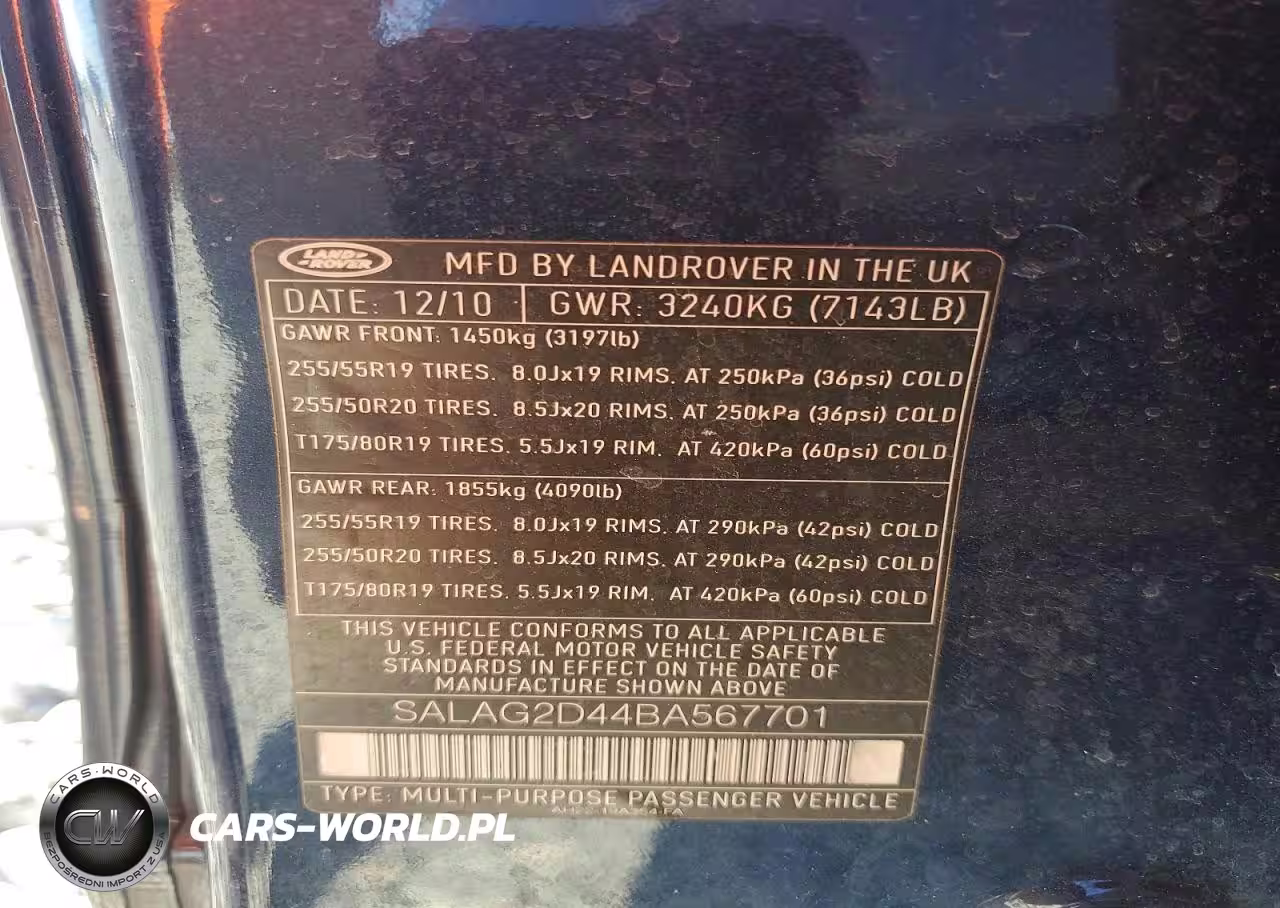 LAND ROVER
MFD BY LANDROVER IN THE UK
DATE: 12/10 GWR: 3240KG (7143LB)
GAWR FRONT: 1450kg (3197lb)
255/55R19 TIRES. 8.0Jx19 RIMS. AT 250kPa (36psi) COLD
255/50R20 TIRES. 8.5Jx20 RIMS. AT 250kPa (36psi) COLD
T175/80R19 TIRES. 5.5Jx19 RIM. AT 420kPa (60psi) COLD
GAWR REAR: 1855kg (4090lb)
255/55R19 TIRES. 8.0Jx19 RIMS. AT 290kPa (42psi) COLD
255/50R20 TIRES. 8.5Jx20 RIMS. AT 290kPa (42psi) COLD
T175/80R19 TIRES. 5.5Jx19 RIM. AT 420kPa (60psi) COLD
THIS VEHICLE CONFORMS TO ALL APPLICABLE
U.S. FEDERAL MOTOR VEHICLE SAFETY
STANDARDS IN EFFECT ON THE DATE OF
MANUFACTURE SHOWN ABOVE
SALAG2D44BA567701
TYPE: MULTI-PURPOSE PASSENGER VEHICLE
CARS-WORLD
CW
BEZPOŚREDNI IMPORT Z USA
CARS-WORLD.PL